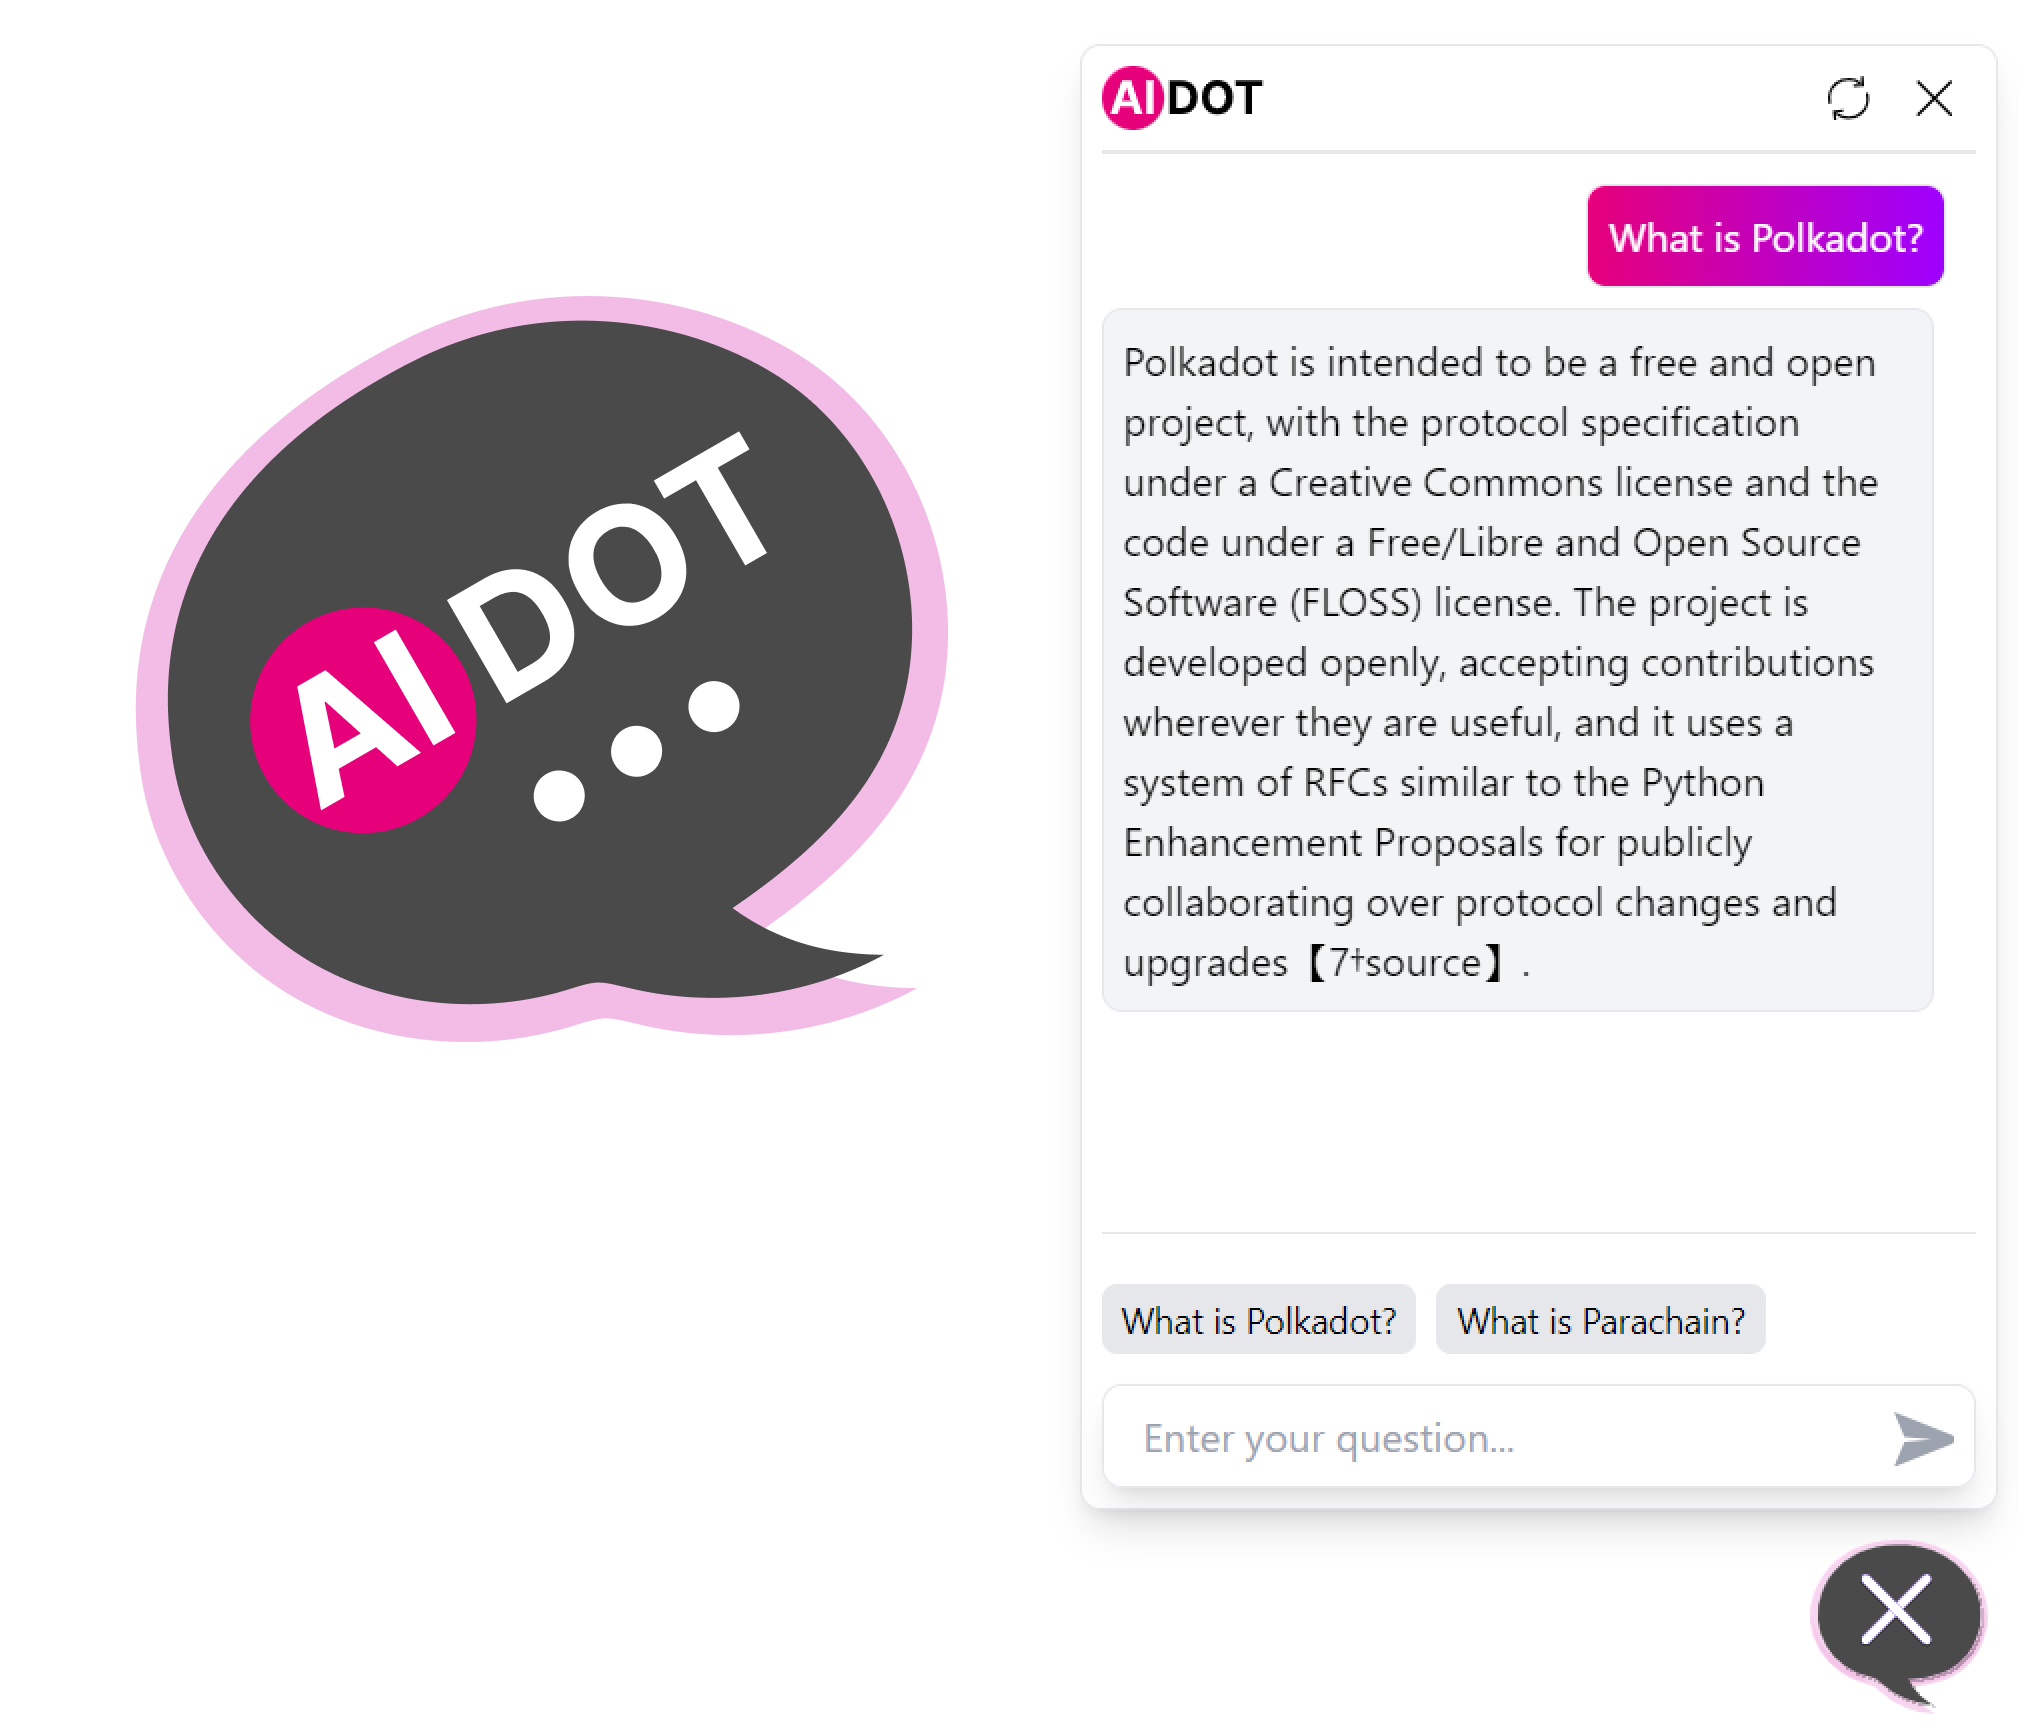 AIDOT
AIDOT
What is Polkadot?
Polkadot is intended to be a free and open
project, with the protocol specification
under a Creative Commons license and the
code under a Free/Libre and Open Source
Software (FLOSS) license. The project is
developed openly, accepting contributions
wherever they are useful, and it uses a
system of RFCs similar to the Python
Enhancement Proposals for publicly
collaborating over protocol changes and
upgrades【7†source】.
What is Polkadot?
What is Parachain?
Enter your question...